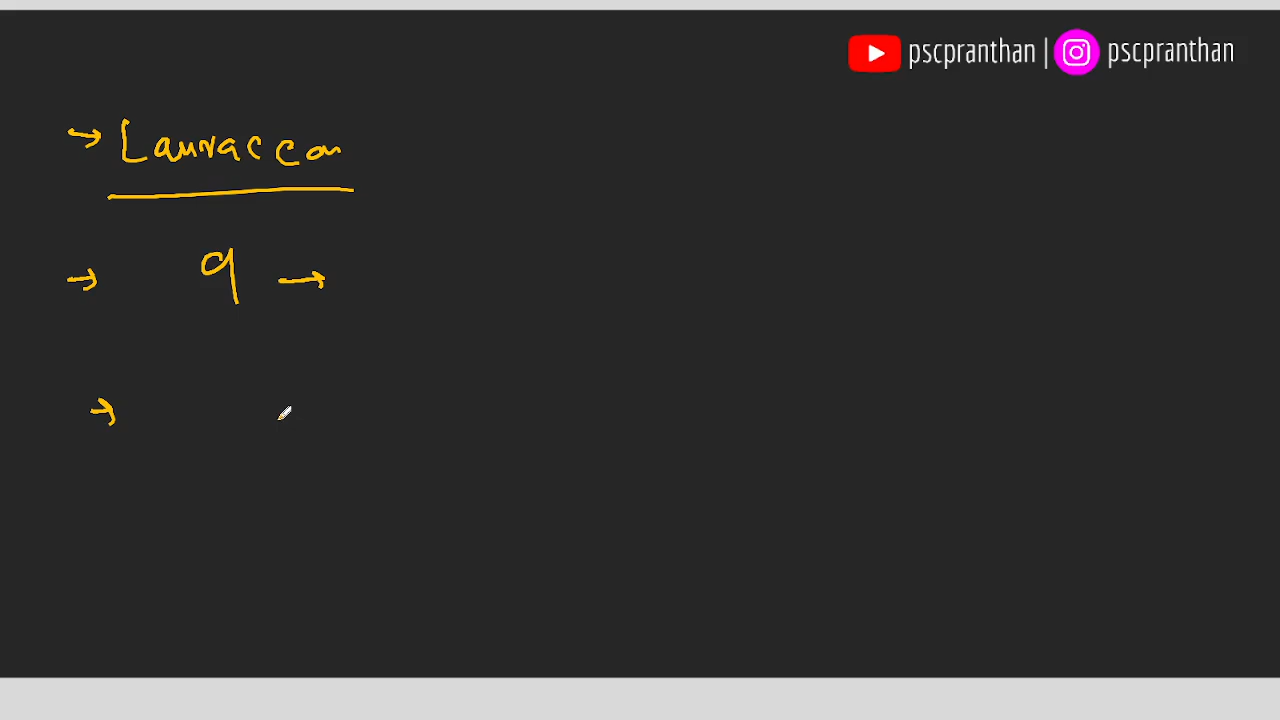 pscpranthan | pscpranthan
→ Lauraceae
→ 9 →
→